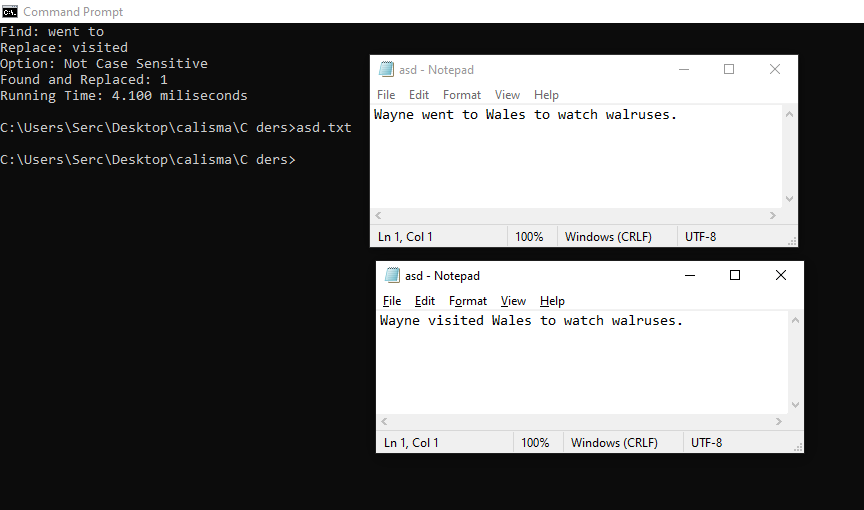 Command Prompt
Find: went to
Replace: visited
Option: Not Case Sensitive
Found and Replaced: 1
Running Time: 4.100 miliseconds
C:\Users\Serc\Desktop\calisma\C ders>asd.txt
C:\Users\Serc\Desktop\calisma\C ders>
asd - Notepad
File Edit Format View Help
Wayne went to Wales to watch walruses.
Ln 1, Col 1 100% Windows (CRLF) UTF-8
asd - Notepad
File Edit Format View Help
Wayne visited Wales to watch walruses.
Ln 1, Col 1 100% Windows (CRLF) UTF-8